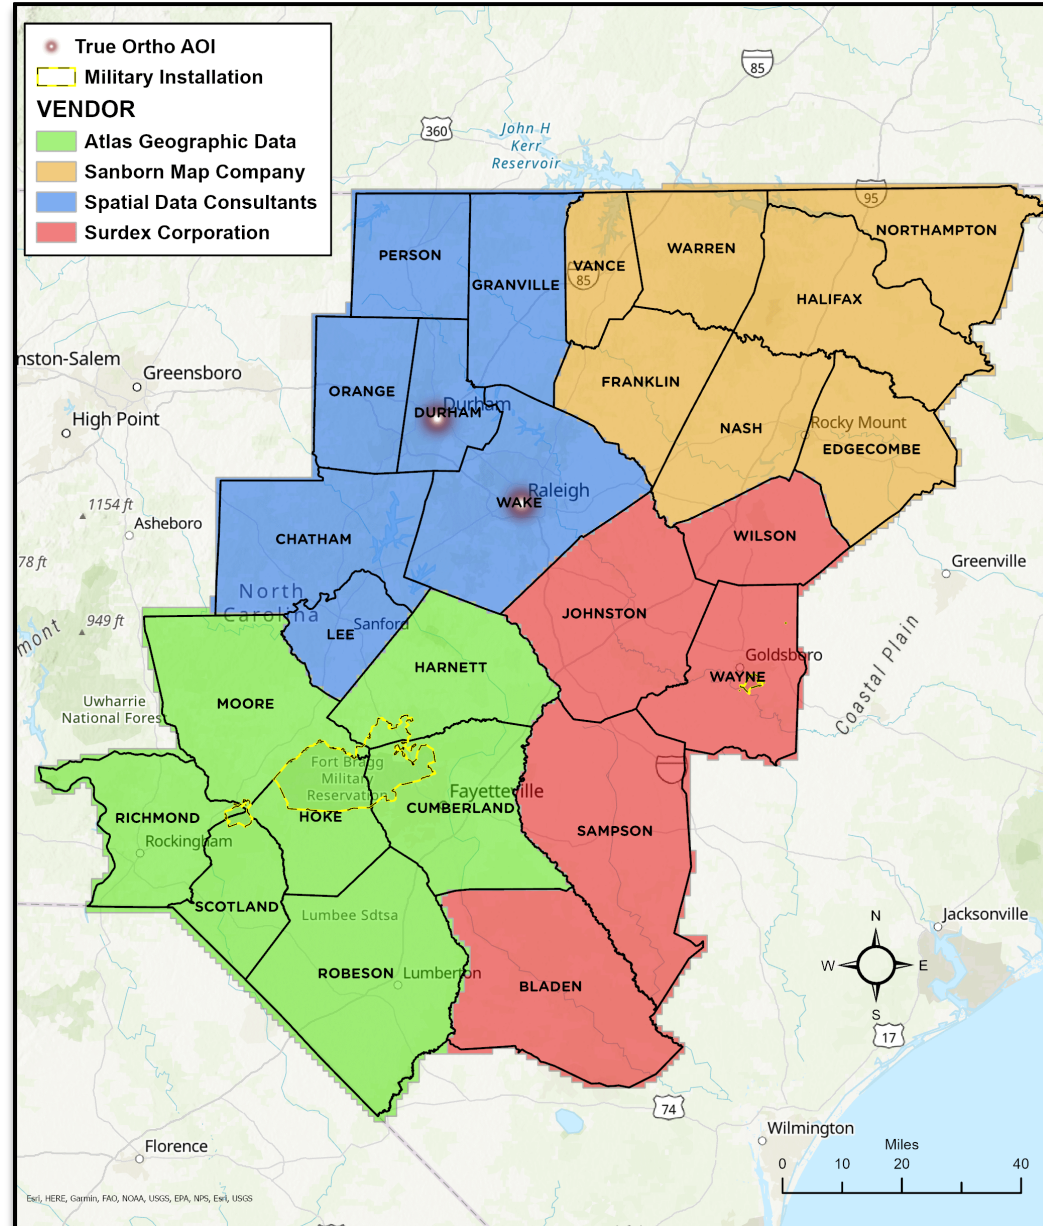 True Ortho AOI
Military Installation
VENDOR
Atlas Geographic Data
Sanborn Map Company
Spatial Data Consultants
Surdex Corporation
85
360
John H
Kerr
Reservoir
95
PERSON
GRANVILLE
VANCE
85
WARREN
NORTHAMPTON
HALIFAX
nston-Salem
Greensboro
High Point
ORANGE
DURHAM
Durham
FRANKLIN
NASH
Rocky Mount
EDGECOMBE
1154 ft
Asheboro
78 ft
WAKE
Raleigh
CHATHAM
WILSON
Greenville
North
Carolina
949 ft
mont
LEE
Sanford
JOHNSTON
HARNETT
Goldsboro
WAYNE
Coastal Plain
Uwharrie
National Fores
MOORE
Fort Bragg
Military
Reservation
Fayetteville
CUMBERLAND
RICHMOND
Rockingham
HOKE
SAMPSON
SCOTLAND
Lumbee Sdtsa
ROBESON
Lumberton
BLADEN
N
W
E
S
Jacksonville
17
74
Wilmington
Florence
Miles
0 10 20 40
Esri, HERE, Garmin, FAO, NOAA, USGS, EPA, NPS, Esri, USGS